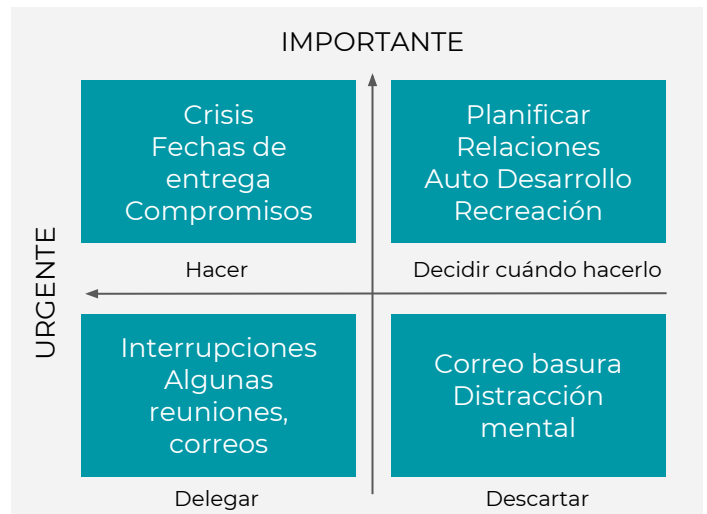 IMPORTANTE
URGENTE
Crisis
Fechas de
entrega
Compromisos
Hacer
Planificar
Relaciones
Auto Desarrollo
Recreación
Decidir cuándo hacerlo
Interrupciones
Algunas
reuniones,
correos
Delegar
Correo basura
Distracción
mental
Descartar